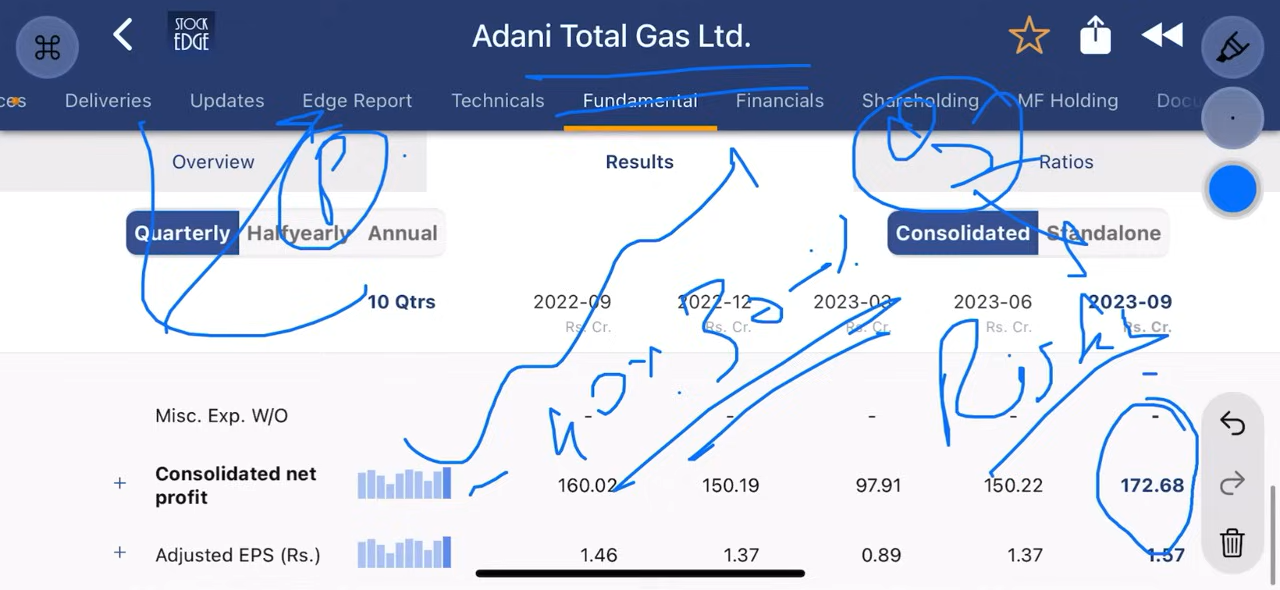 STOCK EDGE
Adani Total Gas Ltd.
Deliveries Updates Edge Report Technicals Fundamental Financials Shareholding MF Holding
Overview Results Ratios
Quarterly Halfyearly Annual Consolidated Standalone
10 Qtrs 2022-09 2022-12 2023-03 2023-06 2023-09
Rs. Cr. Rs. Cr. Rs. Cr. Rs. Cr. Rs. Cr.
Risk
Misc. Exp. W/O - - - - -
+ Consolidated net profit 160.02 150.19 97.91 150.22 172.68
+ Adjusted EPS (Rs.) 1.46 1.37 0.89 1.37 1.57